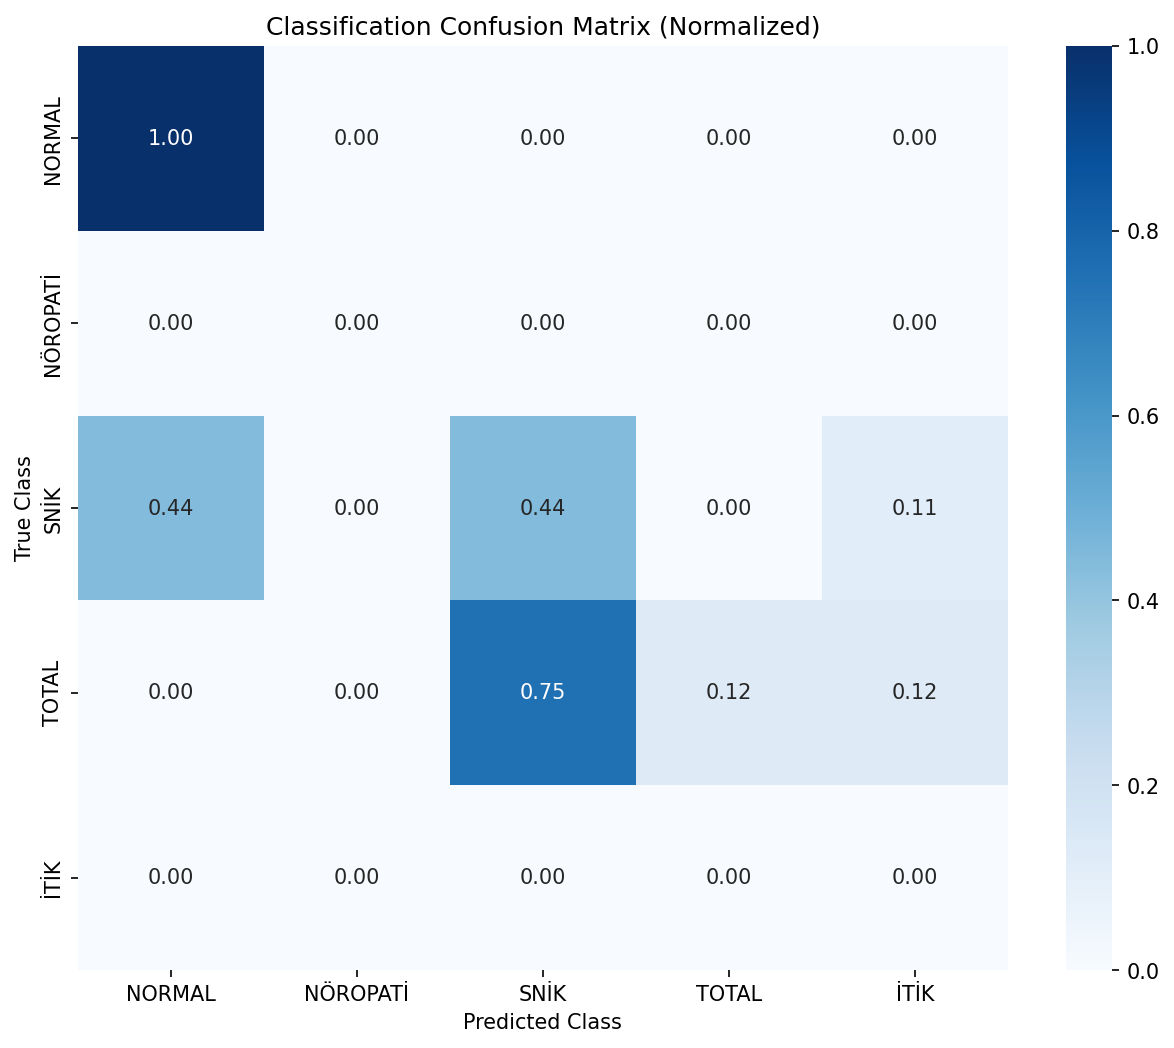 Classification Confusion Matrix (Normalized)
True Class
NORMAL
1.00 0.00 0.00 0.00 0.00
NÖROPATİ
0.00 0.00 0.00 0.00 0.00
SNİK
0.44 0.00 0.44 0.00 0.11
TOTAL
0.00 0.00 0.75 0.12 0.12
İTİK
0.00 0.00 0.00 0.00 0.00
NORMAL NÖROPATİ SNİK TOTAL İTİK
Predicted Class
1.0
0.8
0.6
0.4
0.2
0.0